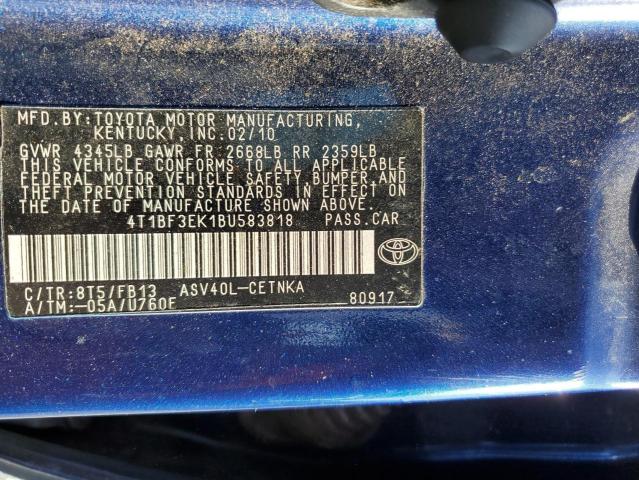 MFD.BY:TOYOTA MOTOR MANUFACTURING,
KENTUCKY,INC.02/10
GVWR 4345LB GAWR FR 2668LB RR 2359LB
THIS VEHICLE CONFORMS TO ALL APPLICABLE
FEDERAL MOTOR VEHICLE SAFETY,BUMPER,AND
THEFT PREVENTION STANDARDS IN EFFECT ON
THE DATE OF MANUFACTURE SHOWN ABOVE.
4T1BF3EK1BU583818 PASS.CAR
C/TR:8T5/FB13 ASV40L-CETNKA
A/TM:-05A/U760E 80917